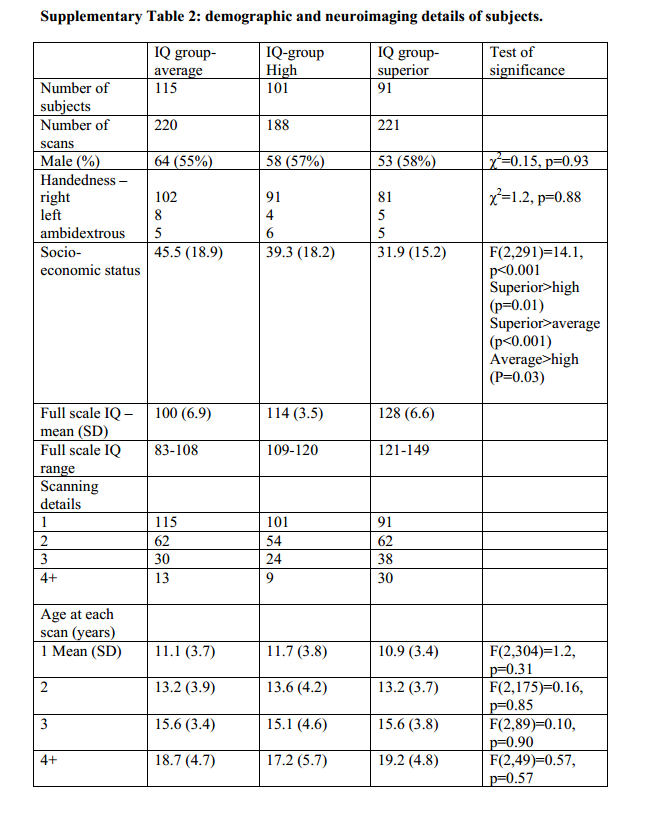 Supplementary Table 2: demographic and neuroimaging details of subjects.
IQ group-average | IQ-group High | IQ group-superior | Test of significance
Number of subjects | 115 | 101 | 91
Number of scans | 220 | 188 | 221
Male (%) | 64 (55%) | 58 (57%) | 53 (58%) | χ²=0.15, p=0.93
Handedness –
right | 102 | 91 | 81 | χ²=1.2, p=0.88
left | 8 | 4 | 5
ambidextrous | 5 | 6 | 5
Socio-economic status | 45.5 (18.9) | 39.3 (18.2) | 31.9 (15.2) | F(2,291)=14.1,
p<0.001
Superior>high
(p=0.01)
Superior>average
(p<0.001)
Average>high
(P=0.03)
Full scale IQ – mean (SD) | 100 (6.9) | 114 (3.5) | 128 (6.6)
Full scale IQ range | 83-108 | 109-120 | 121-149
Scanning details
1 | 115 | 101 | 91
2 | 62 | 54 | 62
3 | 30 | 24 | 38
4+ | 13 | 9 | 30
Age at each scan (years)
1 Mean (SD) | 11.1 (3.7) | 11.7 (3.8) | 10.9 (3.4) | F(2,304)=1.2, p=0.31
2 | 13.2 (3.9) | 13.6 (4.2) | 13.2 (3.7) | F(2,175)=0.16, p=0.85
3 | 15.6 (3.4) | 15.1 (4.6) | 15.6 (3.8) | F(2,89)=0.10, p=0.90
4+ | 18.7 (4.7) | 17.2 (5.7) | 19.2 (4.8) | F(2,49)=0.57, p=0.57